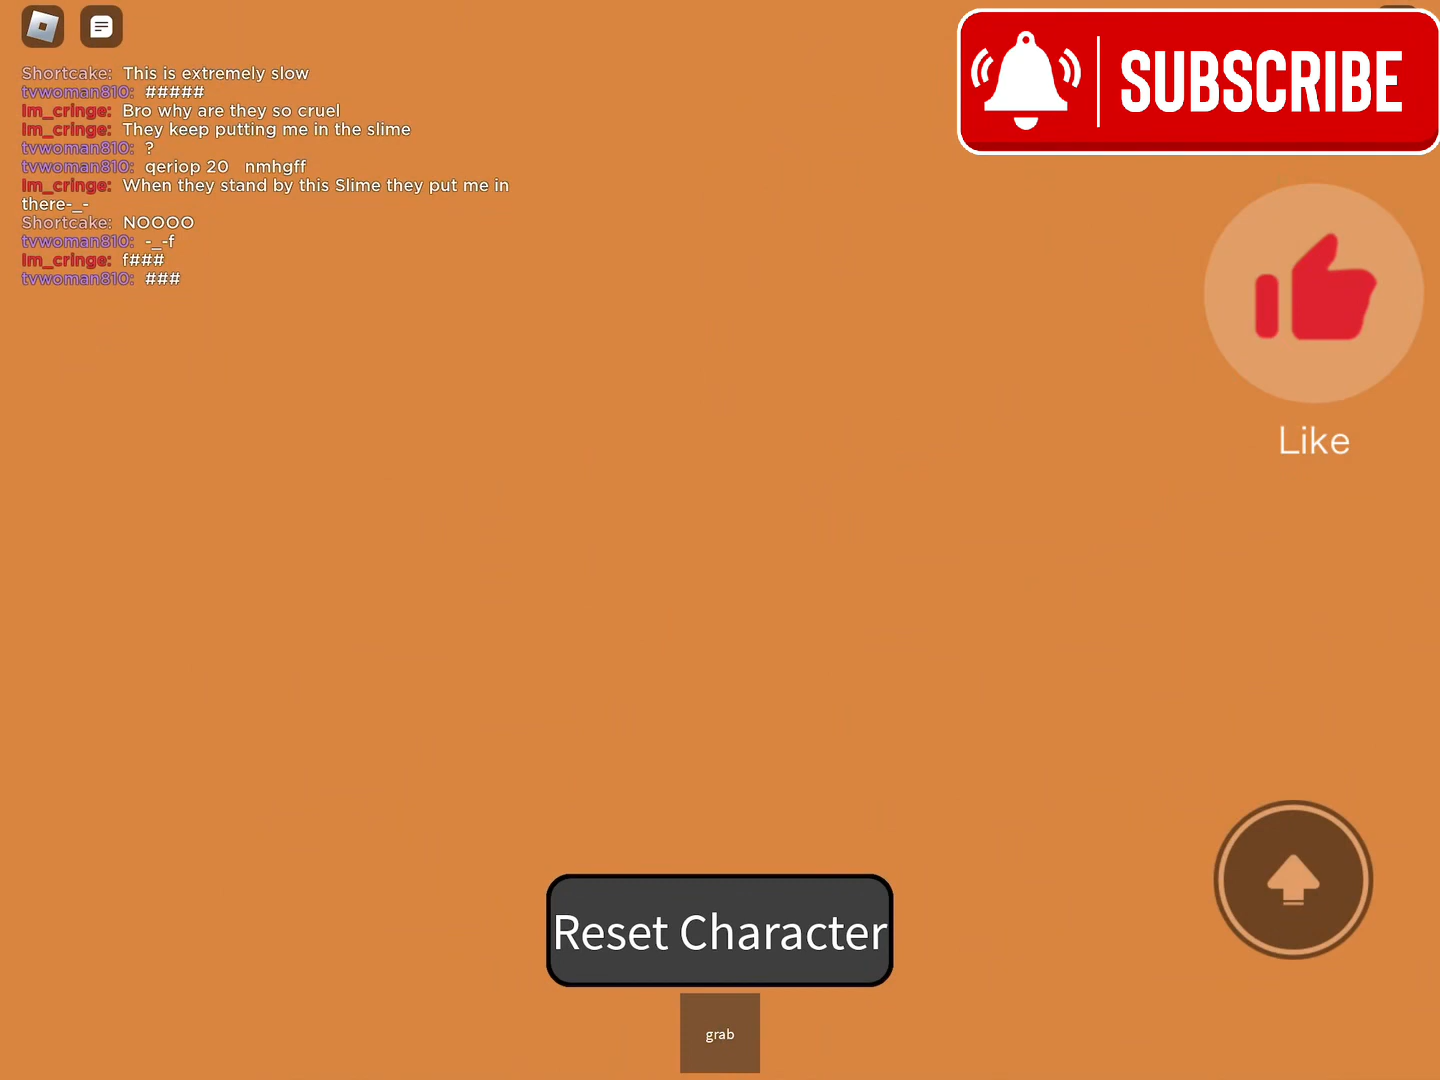 Shortcake: This is extremely slow
tvwoman810: #####
Im_cringe: Bro why are they so cruel
Im_cringe: They keep putting me in the slime
tvwoman810: ?
tvwoman810: qeriop 20 nmhgff
Im_cringe: When they stand by this Slime they put me in
there-_-
Shortcake: NOOOO
tvwoman810: -_-f
Im_cringe: f###
tvwoman810: ###
SUBSCRIBE
Like
Reset Character
grab